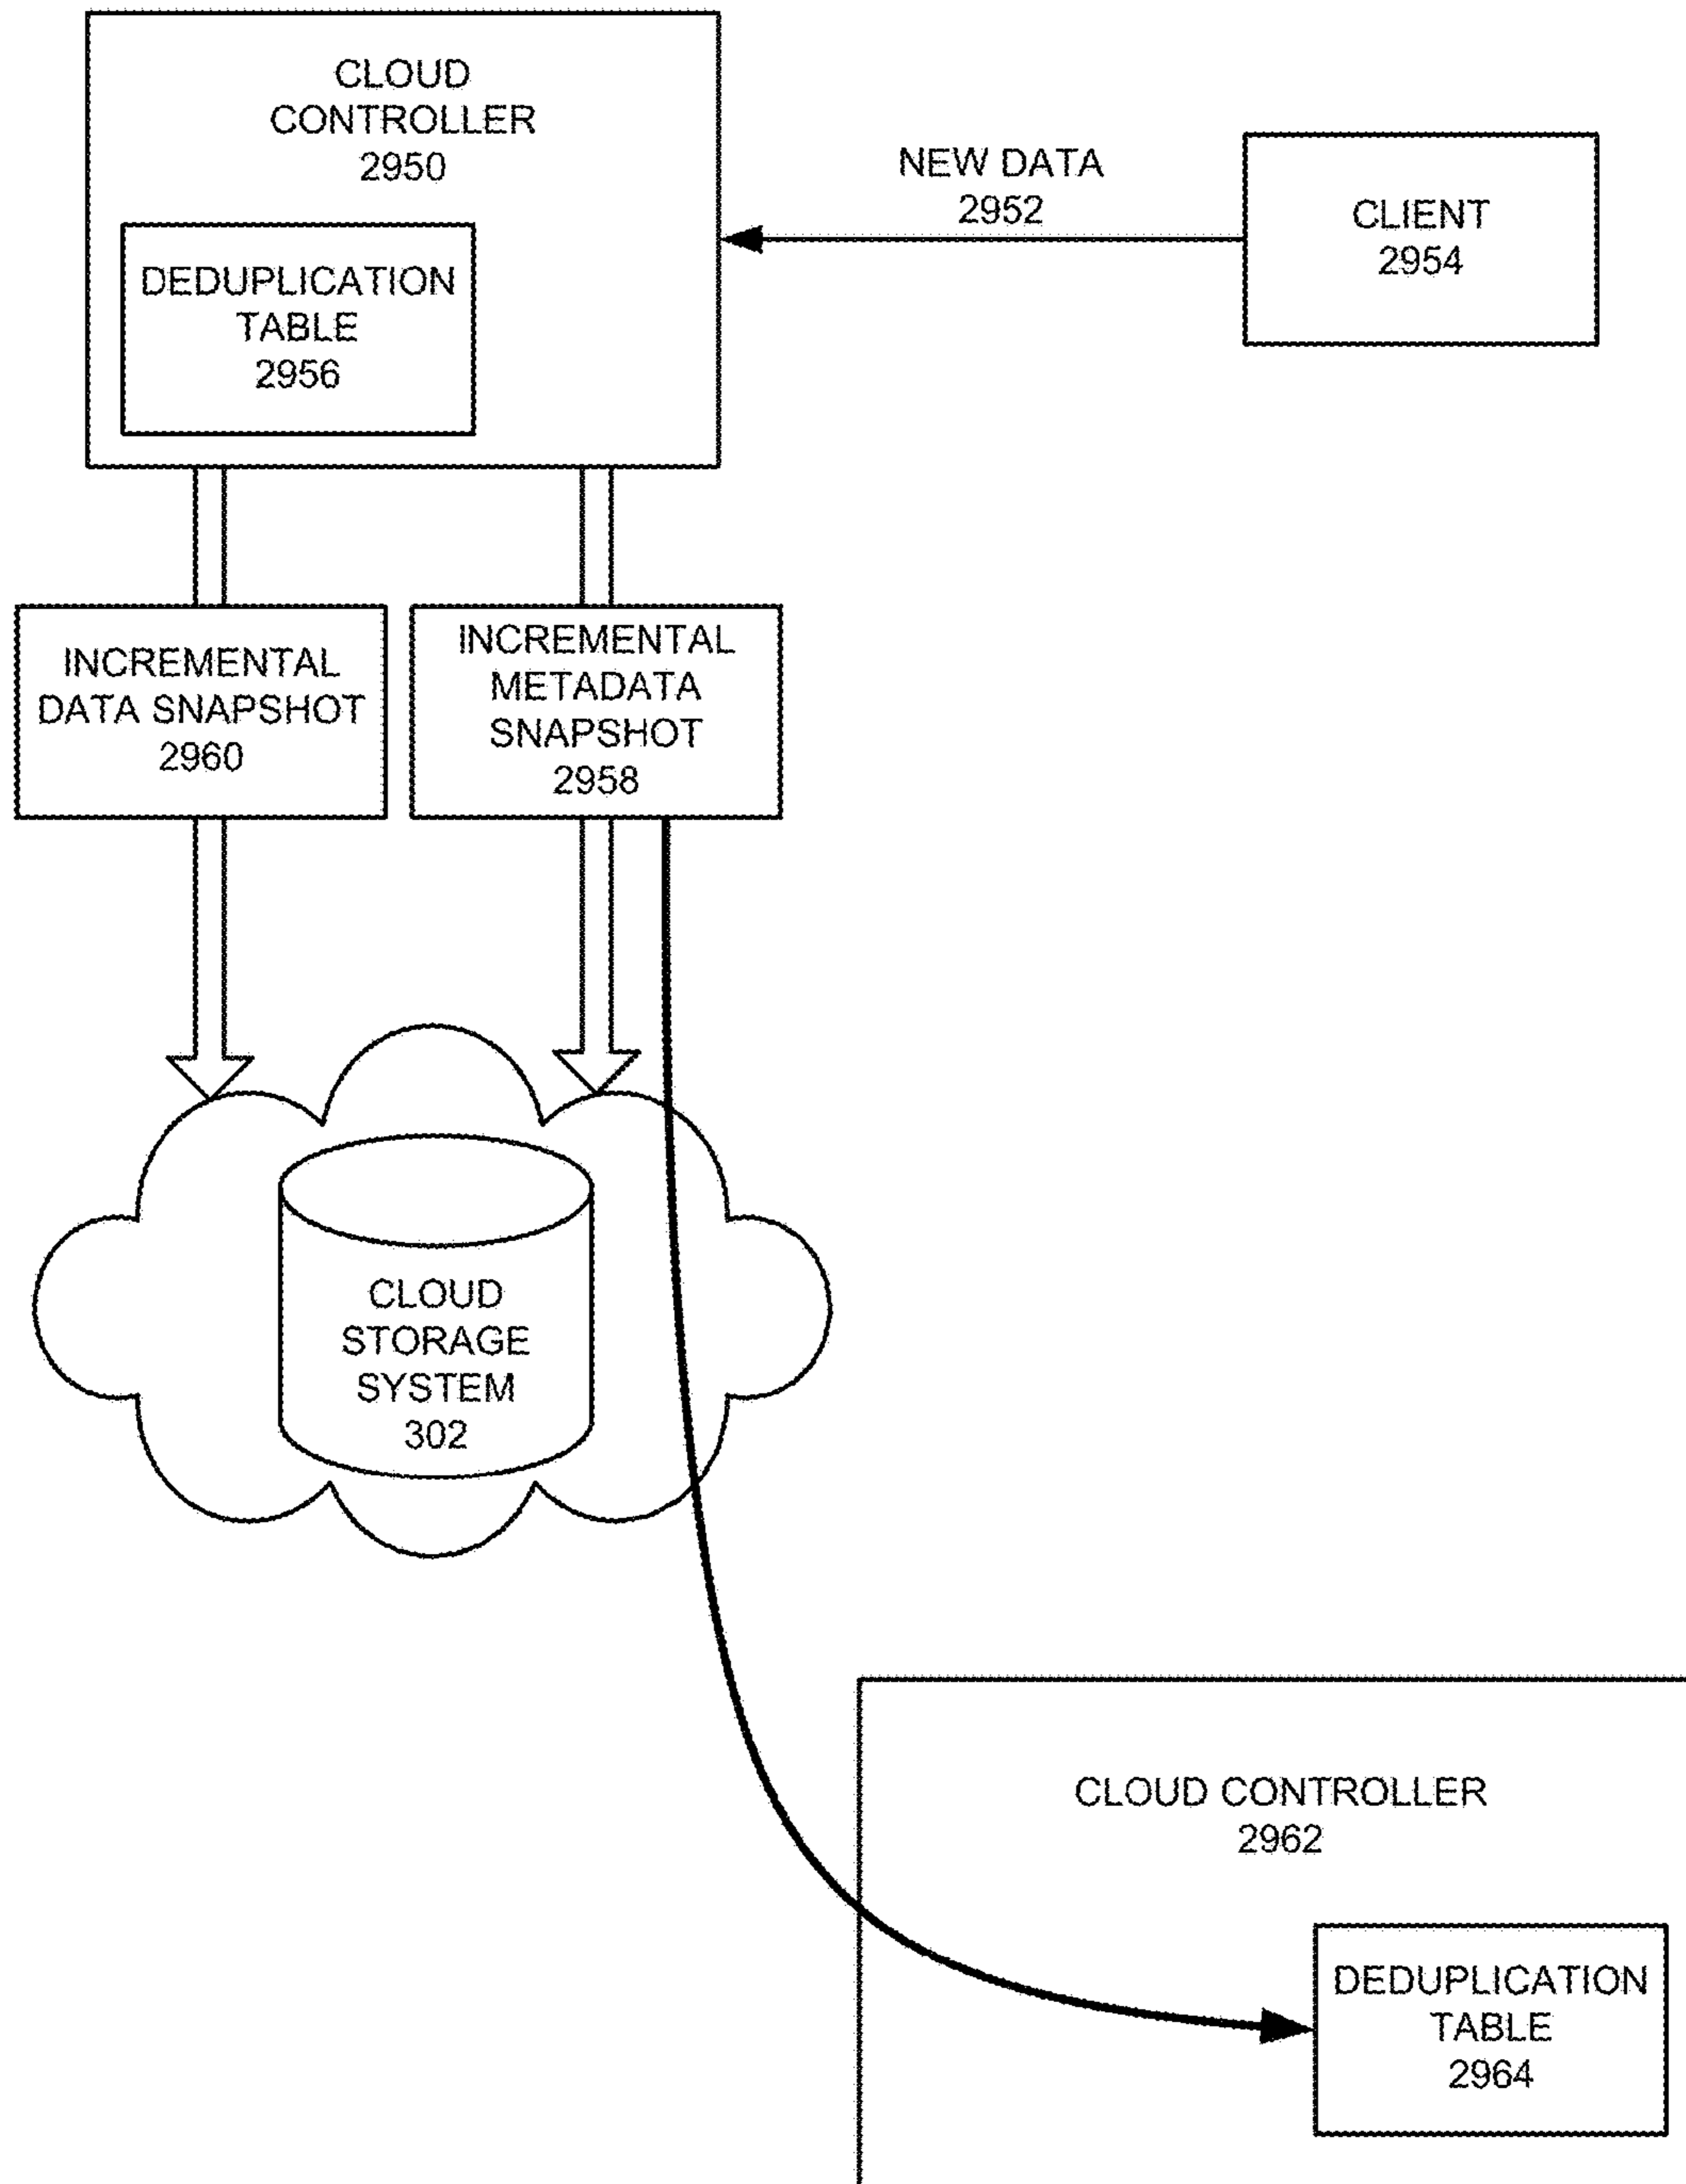 CLOUD
CONTROLLER
2950
NEW DATA
2952
CLIENT
2954
DEDUPLICATION
TABLE
2956
INCREMENTAL
DATA SNAPSHOT
2960
INCREMENTAL
METADATA
SNAPSHOT
2958
CLOUD
STORAGE
SYSTEM
302
CLOUD CONTROLLER
2962
DEDUPLICATION
TABLE
2964